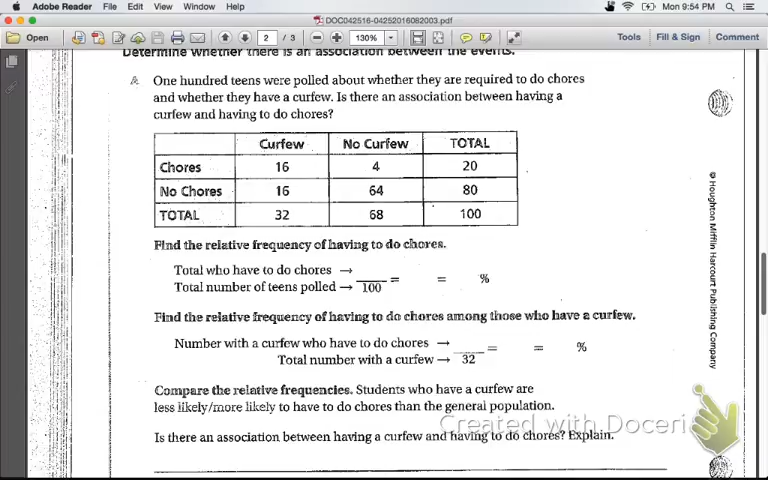 Adobe Reader File Edit View Window Help Mon 9:54 PM
DOC042516-04252016082003.pdf
Open 2 / 3 130% Tools Fill & Sign Comment
Determine whether there is an association between the events.
A. One hundred teens were polled about whether they are required to do chores
and whether they have a curfew. Is there an association between having a
curfew and having to do chores?
Curfew No Curfew TOTAL
Chores 16 4 20
No Chores 16 64 80
TOTAL 32 68 100
Find the relative frequency of having to do chores.
Total who have to do chores →
Total number of teens polled → 100 = = %
Find the relative frequency of having to do chores among those who have a curfew.
Number with a curfew who have to do chores →
Total number with a curfew → 32 = = %
Compare the relative frequencies. Students who have a curfew are
less likely/more likely to have to do chores than the general population.
Created with Doceri
Is there an association between having a curfew and having to do chores? Explain.
© Houghton Mifflin Harcourt Publishing Company